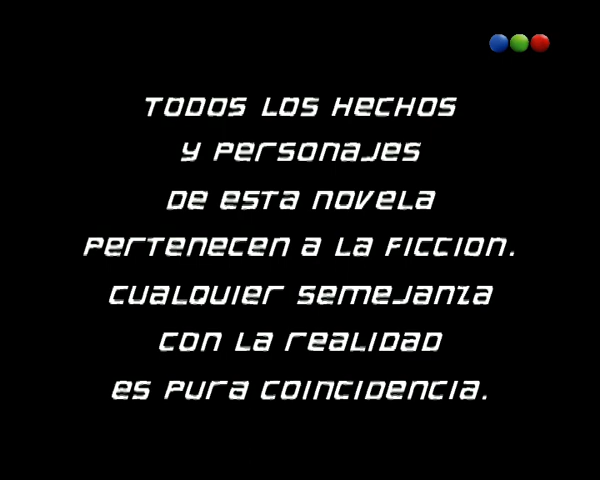 TODOS LOS HECHOS
Y PERSONAJES
DE ESTA NOVELA
PERTENECEN A LA FICCION.
CUALQUIER SEMEJANZA
CON LA REALIDAD
ES PURA COINCIDENCIA.